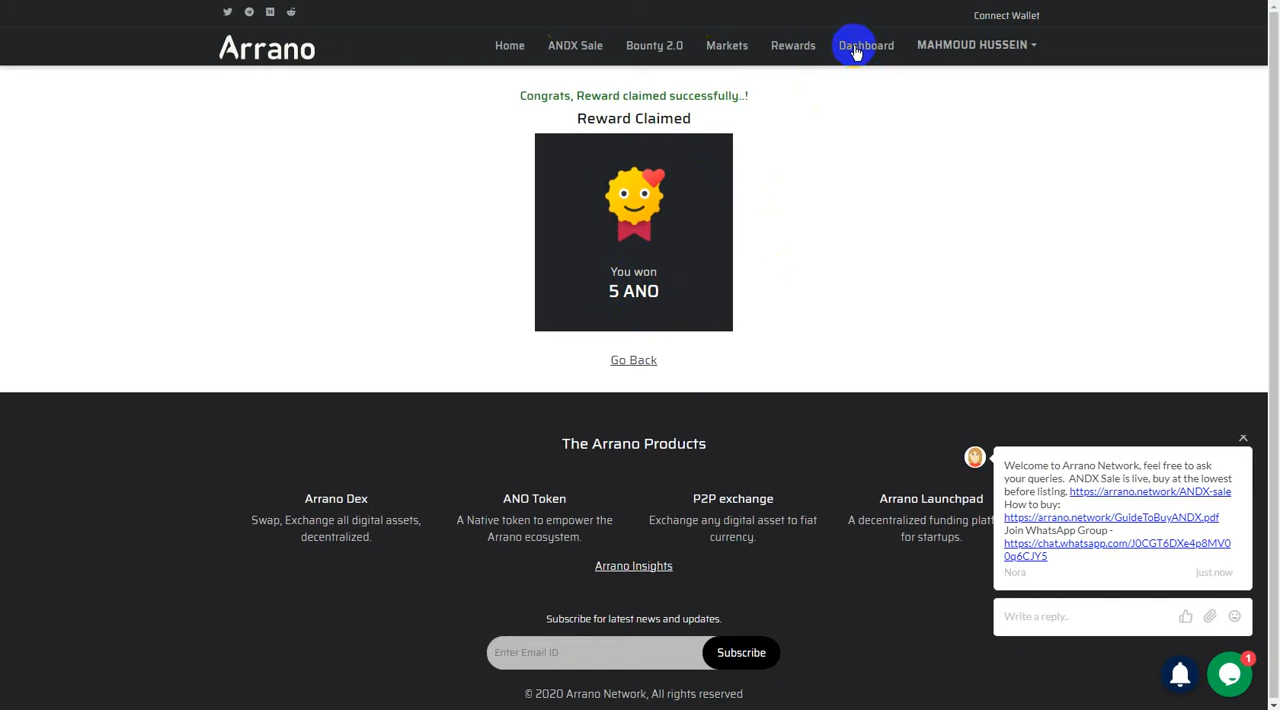 Connect Wallet
Arrano
Home ANDX Sale Bounty 2.0 Markets Rewards Dashboard MAHMOUD HUSSEIN
Congrats, Reward claimed successfully..!
Reward Claimed
You won
5 ANO
Go Back
The Arrano Products
Arrano Dex
Swap, Exchange all digital assets,
decentralized.
ANO Token
A Native token to empower the
Arrano ecosystem.
P2P exchange
Exchange any digital asset to fiat
currency.
Arrano Launchpad
A decentralized funding platf
for startups.
Arrano Insights
Subscribe for latest news and updates.
Enter Email ID Subscribe
© 2020 Arrano Network, All rights reserved
Welcome to Arrano Network, feel free to ask
your queries. ANDX Sale is live, buy at the lowest
before listing. https://arrano.network/ANDX-sale
How to buy:
https://arrano.network/GuideToBuyANDX.pdf
Join WhatsApp Group -
https://chat.whatsapp.com/J0CGT6DXe4p8MV0
0q6CJY5
Nora just now
Write a reply..
1